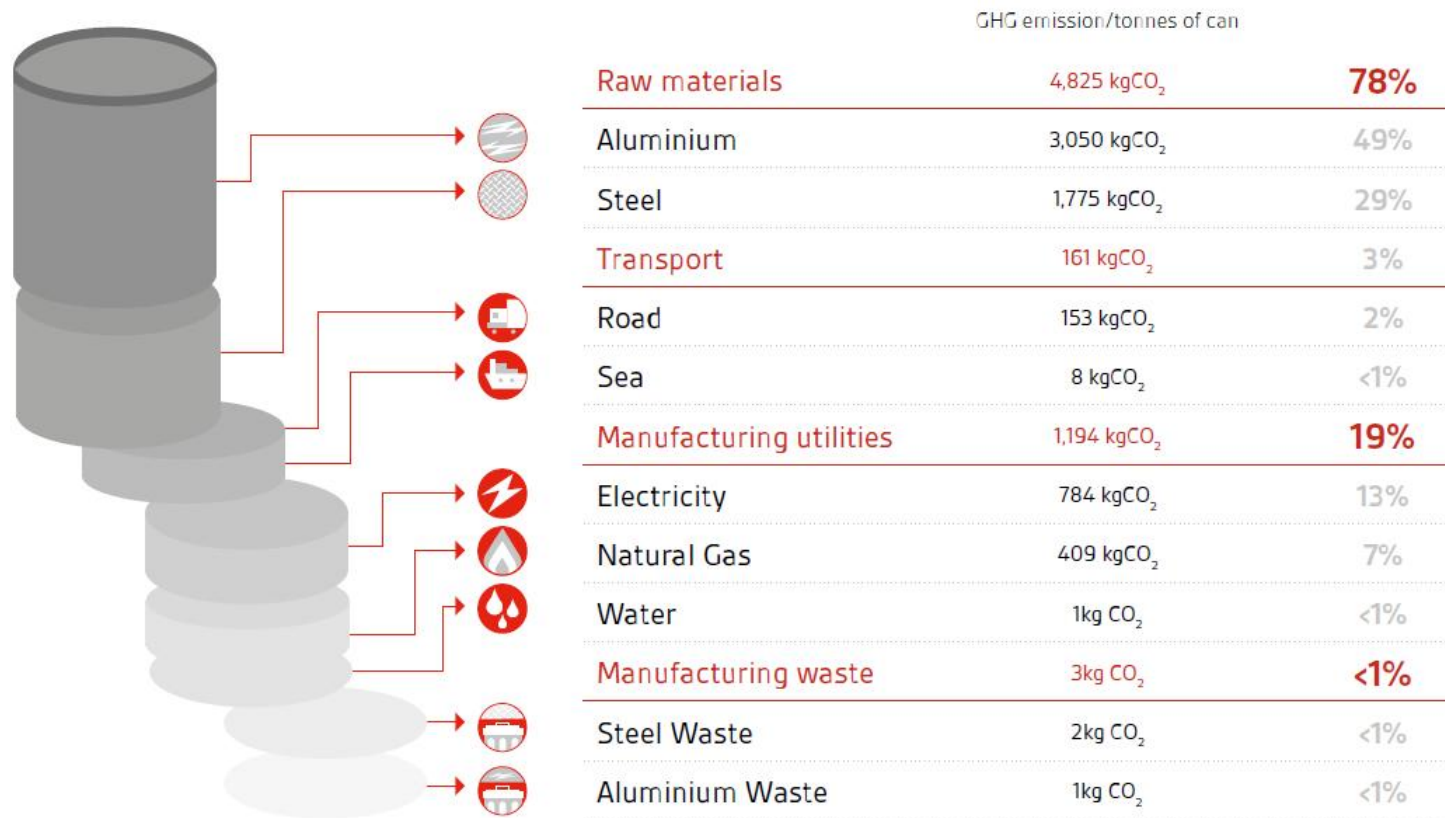 GHG emission/tonnes of can
Raw materials 4,825 kgCO₂ 78%
Aluminium 3,050 kgCO₂ 49%
Steel 1,775 kgCO₂ 29%
Transport 161 kgCO₂ 3%
Road 153 kgCO₂ 2%
Sea 8 kgCO₂ <1%
Manufacturing utilities 1,194 kgCO₂ 19%
Electricity 784 kgCO₂ 13%
Natural Gas 409 kgCO₂ 7%
Water 1kg CO₂ <1%
Manufacturing waste 3kg CO₂ <1%
Steel Waste 2kg CO₂ <1%
Aluminium Waste 1kg CO₂ <1%